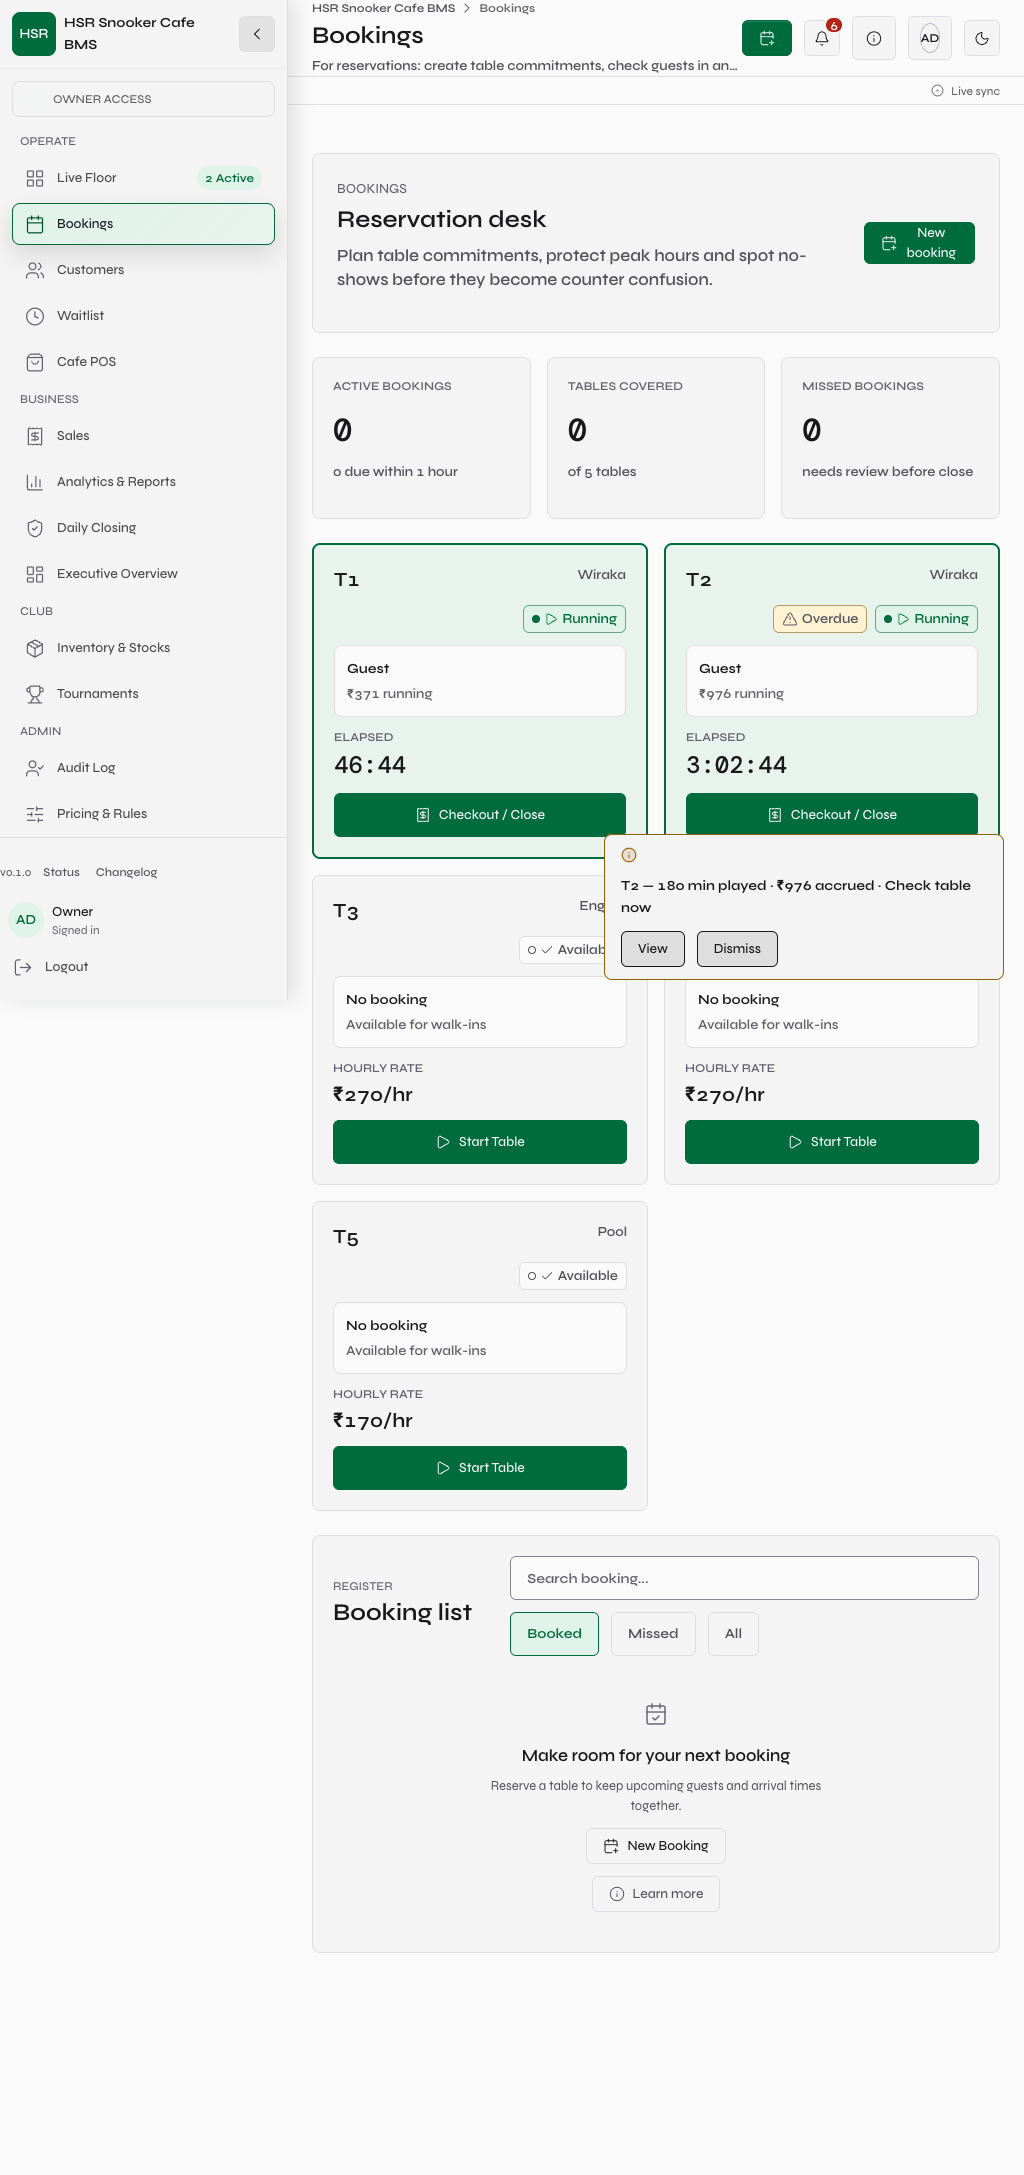 HSR
HSR Snooker Cafe
BMS
OWNER ACCESS
OPERATE
Live Floor
2 Active
Bookings
Customers
Waitlist
Cafe POS
BUSINESS
Sales
Analytics & Reports
Daily Closing
Executive Overview
CLUB
Inventory & Stocks
Tournaments
ADMIN
Audit Log
Pricing & Rules
v0.1.0 Status Changelog
AD
Owner
Signed in
Logout
HSR Snooker Cafe BMS > Bookings
Bookings
For reservations: create table commitments, check guests in an...
6
AD
Live sync
BOOKINGS
Reservation desk
Plan table commitments, protect peak hours and spot no-
shows before they become counter confusion.
New
booking
ACTIVE BOOKINGS
0
0 due within 1 hour
TABLES COVERED
0
of 5 tables
MISSED BOOKINGS
0
needs review before close
T1
Wiraka
Running
Guest
₹371 running
ELAPSED
46:44
Checkout / Close
T2
Wiraka
Overdue
Running
Guest
₹976 running
ELAPSED
3:02:44
Checkout / Close
T2 — 180 min played · ₹976 accrued · Check table
now
View
Dismiss
T3
Eng
Availab
No booking
Available for walk-ins
HOURLY RATE
₹270/hr
Start Table
No booking
Available for walk-ins
HOURLY RATE
₹270/hr
Start Table
T5
Pool
Available
No booking
Available for walk-ins
HOURLY RATE
₹170/hr
Start Table
REGISTER
Booking list
Search booking...
Booked
Missed
All
Make room for your next booking
Reserve a table to keep upcoming guests and arrival times
together.
New Booking
Learn more